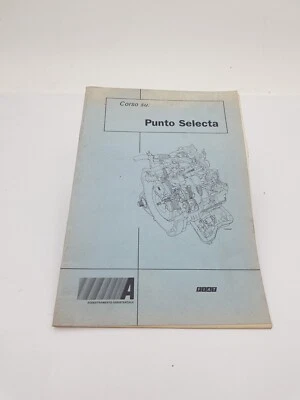 Corso su:
Punto Selecta
A
FIAT